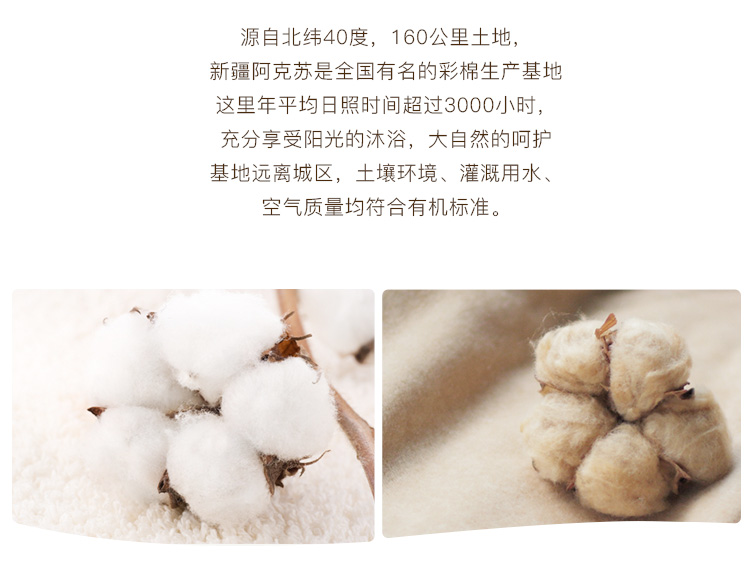 源自北纬40度，160公里土地，
新疆阿克苏是全国有名的彩棉生产基地
这里年平均日照时间超过3000小时，
充分享受阳光的沐浴，大自然的呵护
基地远离城区，土壤环境、灌溉用水、
空气质量均符合有机标准。